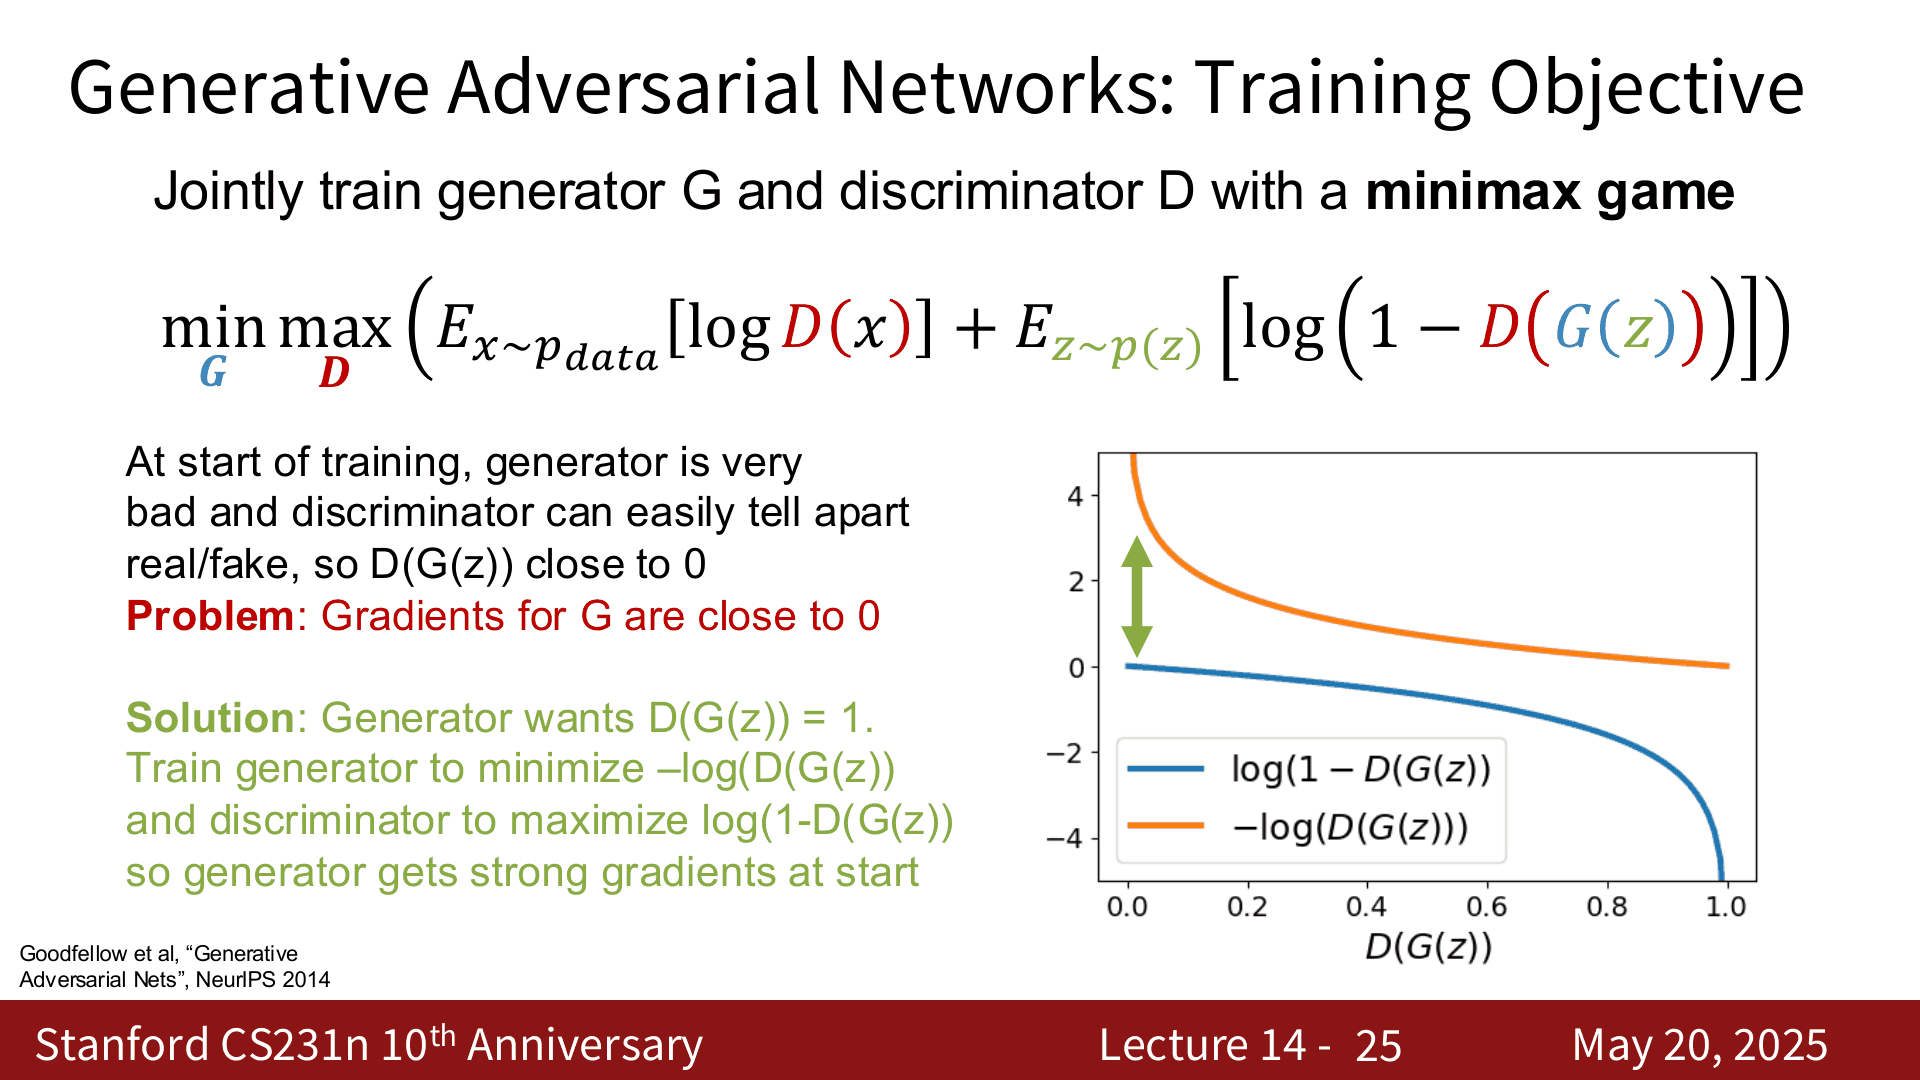 Generative Adversarial Networks: Training Objective
Jointly train generator G and discriminator D with a minimax game
min_G max_D (E_{x~p_{data}}[log D(x)] + E_{z~p(z)}[log(1 − D(G(z)))])
At start of training, generator is very
bad and discriminator can easily tell apart
real/fake, so D(G(z)) close to 0
Problem: Gradients for G are close to 0
Solution: Generator wants D(G(z)) = 1.
Train generator to minimize –log(D(G(z))
and discriminator to maximize log(1-D(G(z))
so generator gets strong gradients at start
4
2
0
−2
−4
log(1 − D(G(z))
−log(D(G(z)))
0.0 0.2 0.4 0.6 0.8 1.0
D(G(z))
Goodfellow et al, “Generative
Adversarial Nets”, NeurIPS 2014
Stanford CS231n 10th Anniversary Lecture 14 - 25 May 20, 2025